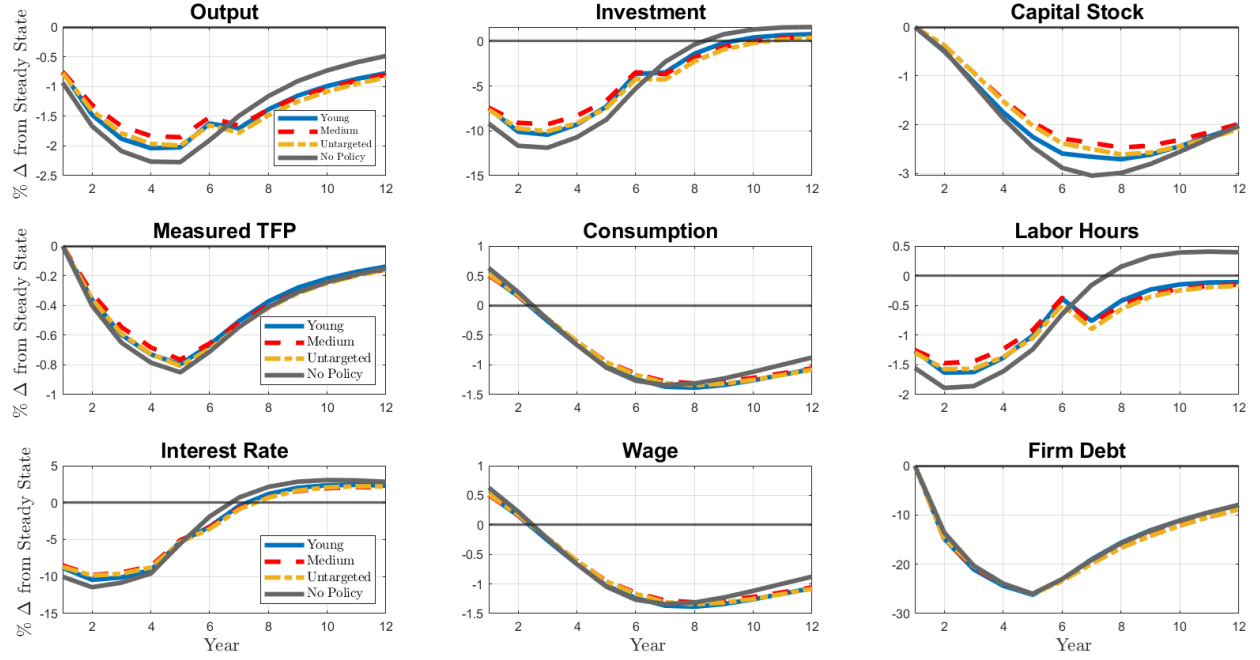 Output
% Δ from Steady State
0
-0.5
-1
-1.5
-2
-2.5
2 4 6 8 10 12
Young
Medium
Untargeted
No Policy
Investment
0
-5
-10
-15
2 4 6 8 10 12
Capital Stock
0
-1
-2
-3
2 4 6 8 10 12
Measured TFP
% Δ from Steady State
0
-0.2
-0.4
-0.6
-0.8
-1
2 4 6 8 10 12
Young
Medium
Untargeted
No Policy
Consumption
1
0.5
0
-0.5
-1
-1.5
2 4 6 8 10 12
Labor Hours
0.5
0
-0.5
-1
-1.5
-2
2 4 6 8 10 12
Interest Rate
% Δ from Steady State
5
0
-5
-10
-15
2 4 6 8 10 12
Year
Young
Medium
Untargeted
No Policy
Wage
1
0.5
0
-0.5
-1
-1.5
2 4 6 8 10 12
Year
Firm Debt
0
-10
-20
-30
2 4 6 8 10 12
Year